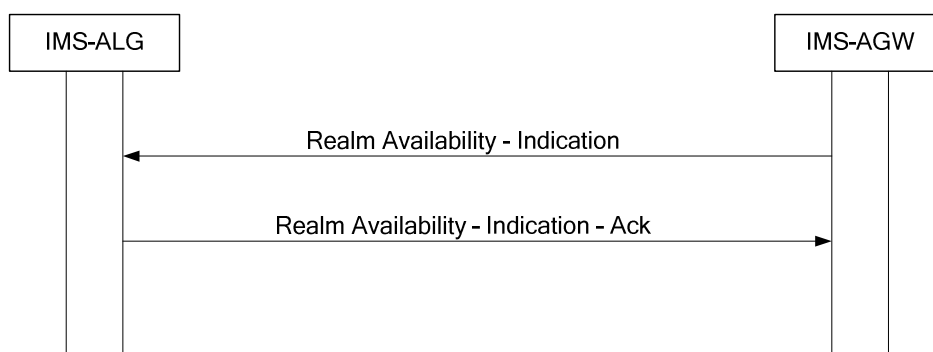 IMS-ALG
IMS-AGW
Realm Availability - Indication
Realm Availability - Indication - Ack